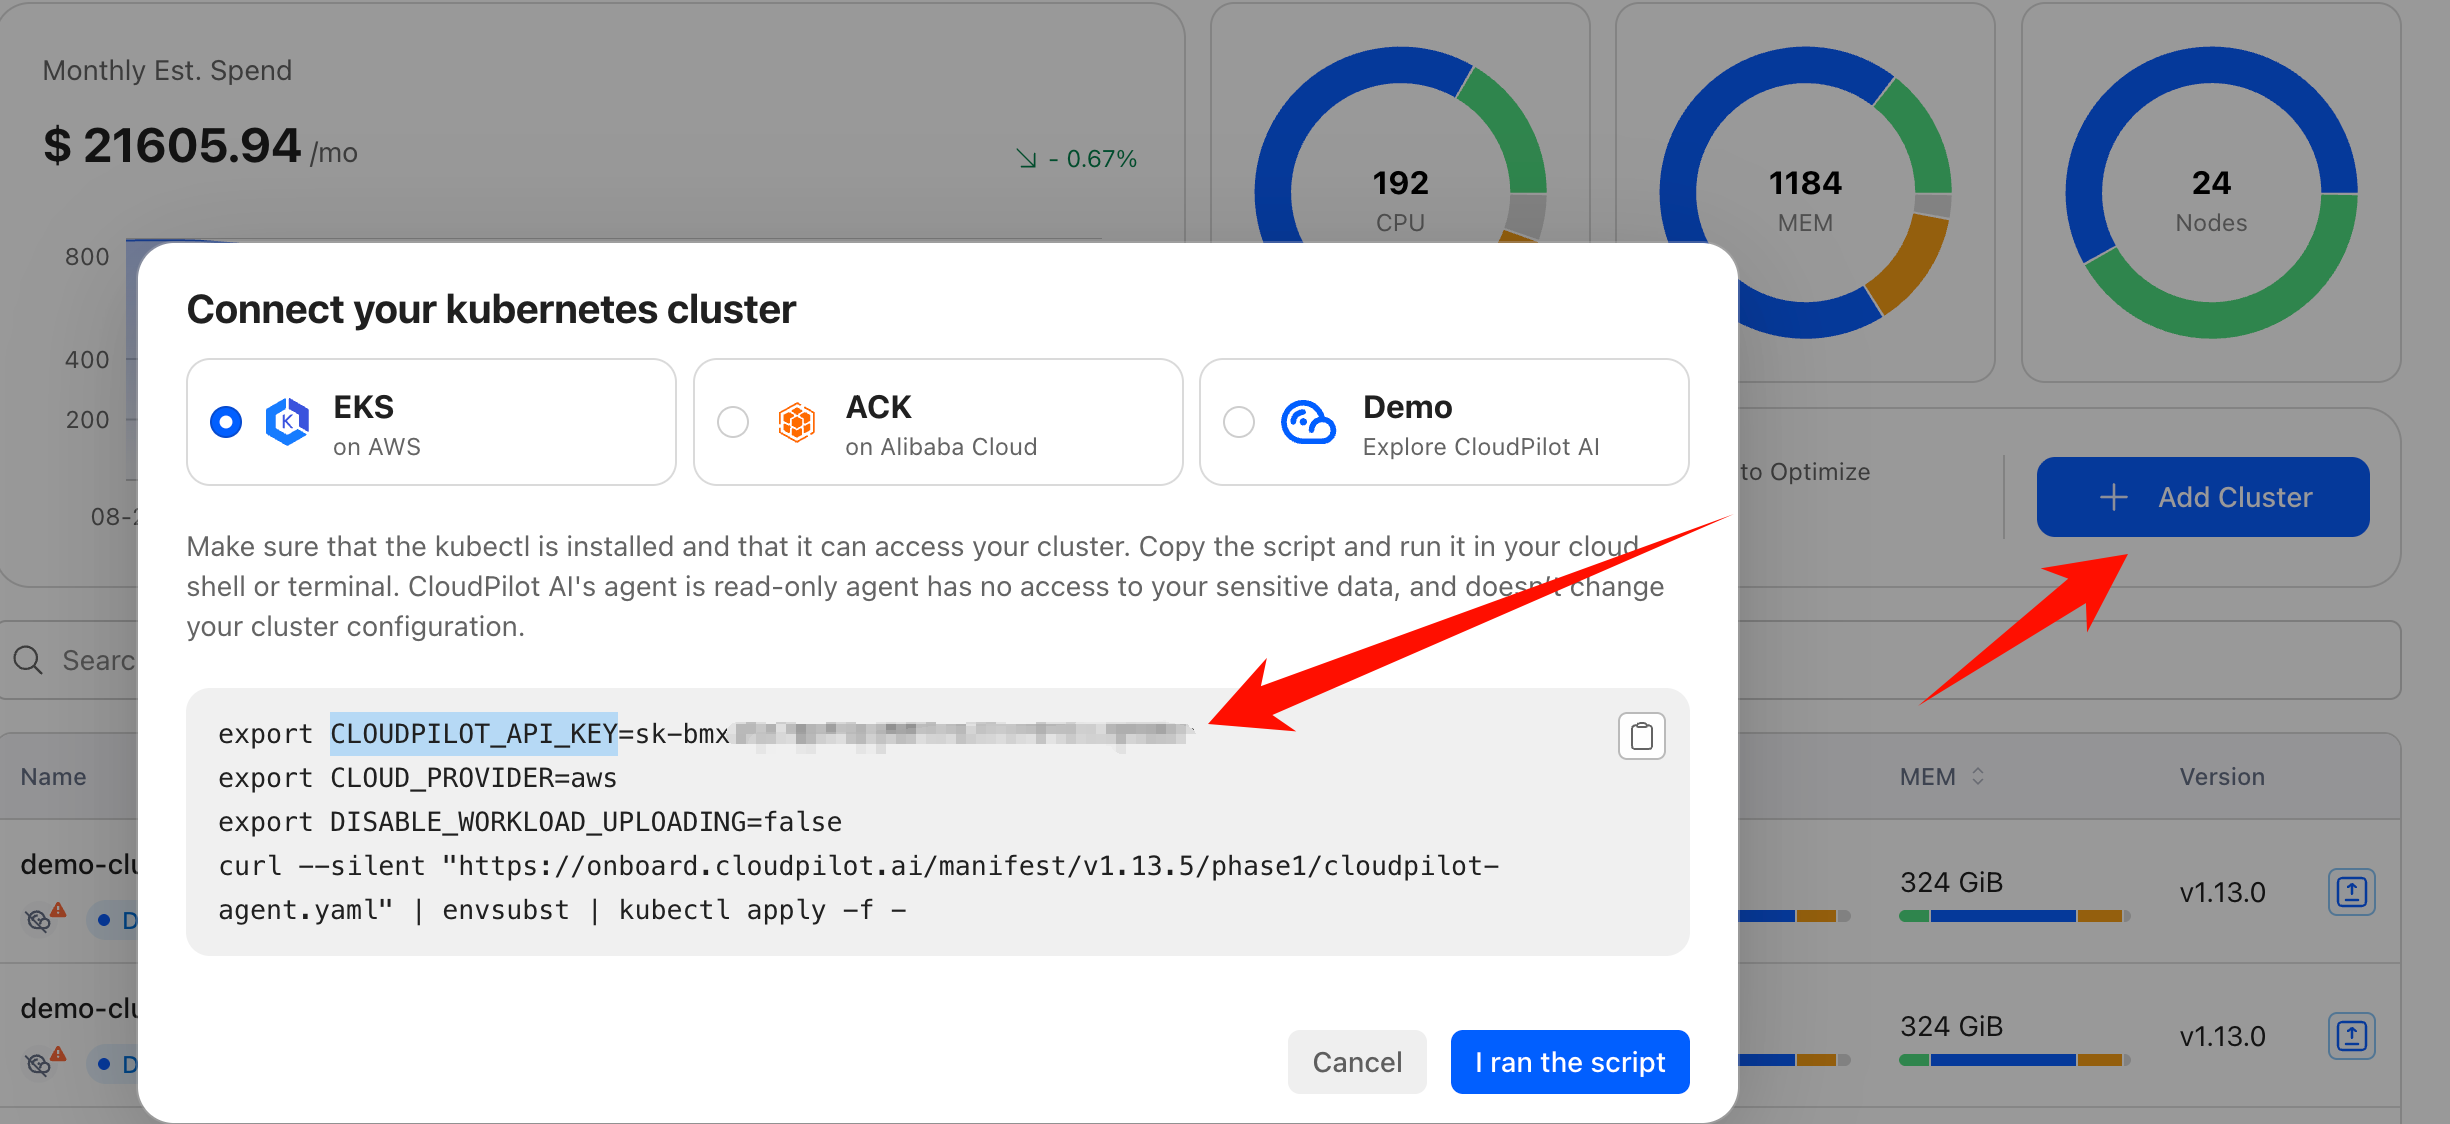 Monthly Est. Spend
$ 21605.94 /mo
- 0.67%
800
400
200
08-2
192
CPU
1184
MEM
24
Nodes
to Optimize
Add Cluster
Connect your kubernetes cluster
EKS
on AWS
ACK
on Alibaba Cloud
Demo
Explore CloudPilot AI
Make sure that the kubectl is installed and that it can access your cluster. Copy the script and run it in your cloud
shell or terminal. CloudPilot AI's agent is read-only agent has no access to your sensitive data, and doesn't change
your cluster configuration.
export CLOUDPILOT_API_KEY=sk-bmx
export CLOUD_PROVIDER=aws
export DISABLE_WORKLOAD_UPLOADING=false
curl --silent "https://onboard.cloudpilot.ai/manifest/v1.13.5/phase1/cloudpilot-
agent.yaml" | envsubst | kubectl apply -f -
Cancel
I ran the script
Searc
Name
MEM
Version
demo-clu
D
324 GiB
v1.13.0
demo-clu
D
324 GiB
v1.13.0